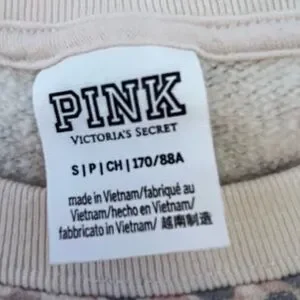 PINK
VICTORIA'S SECRET
S|P|CH|170/88A
made in Vietnam/fabriqué au
Vietnam/hecho en Vietnam/
fabbricato in Vietnam/ 越南制造